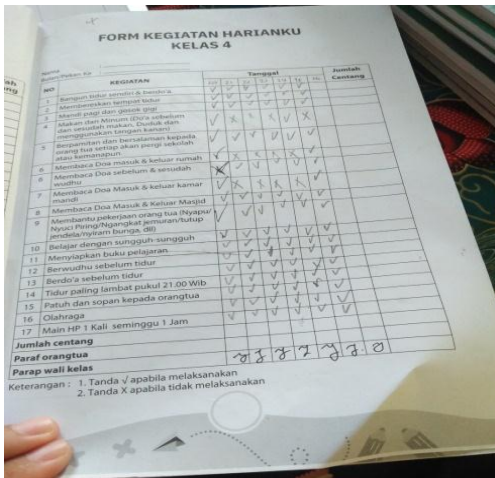 FORM KEGIATAN HARIANKU
KELAS 4
Nama
Bulan/Pekan Ke :
NO KEGIATAN Tanggal Jumlah Centang
1 Bangun tidur sendiri & berdo'a
2 Membereskan tempat tidur
3 Mandi pagi dan gosok gigi
4 Makan dan Minum (Do'a sebelum
dan sesudah makan, Duduk dan
menggunakan tangan kanan)
5 Berpamitan dan bersalaman kepada
orang tua setiap akan pergi sekolah
atau kemanapun
6 Membaca Doa masuk & keluar rumah
6 Membaca Doa sebelum & sesudah
wudhu
7 Membaca Doa Masuk & keluar kamar
mandi
8 Membaca Doa Masuk & Keluar Masjid
9 Membantu pekerjaan orang tua (Nyapu/
Nyuci Piring/Ngangkat jemuran/tutup
jendela/nyiram bunga, dll)
10 Belajar dengan sungguh-sungguh
11 Menyiapkan buku pelajaran
12 Berwudhu sebelum tidur
13 Berdo'a sebelum tidur
14 Tidur paling lambat pukul 21.00 Wib
15 Patuh dan sopan kepada orangtua
16 Olahraga
17 Main HP 1 Kali seminggu 1 Jam
Jumlah centang
Paraf orangtua
Parap wali kelas
Keterangan : 1. Tanda √ apabila melaksanakan
2. Tanda X apabila tidak melaksanakan